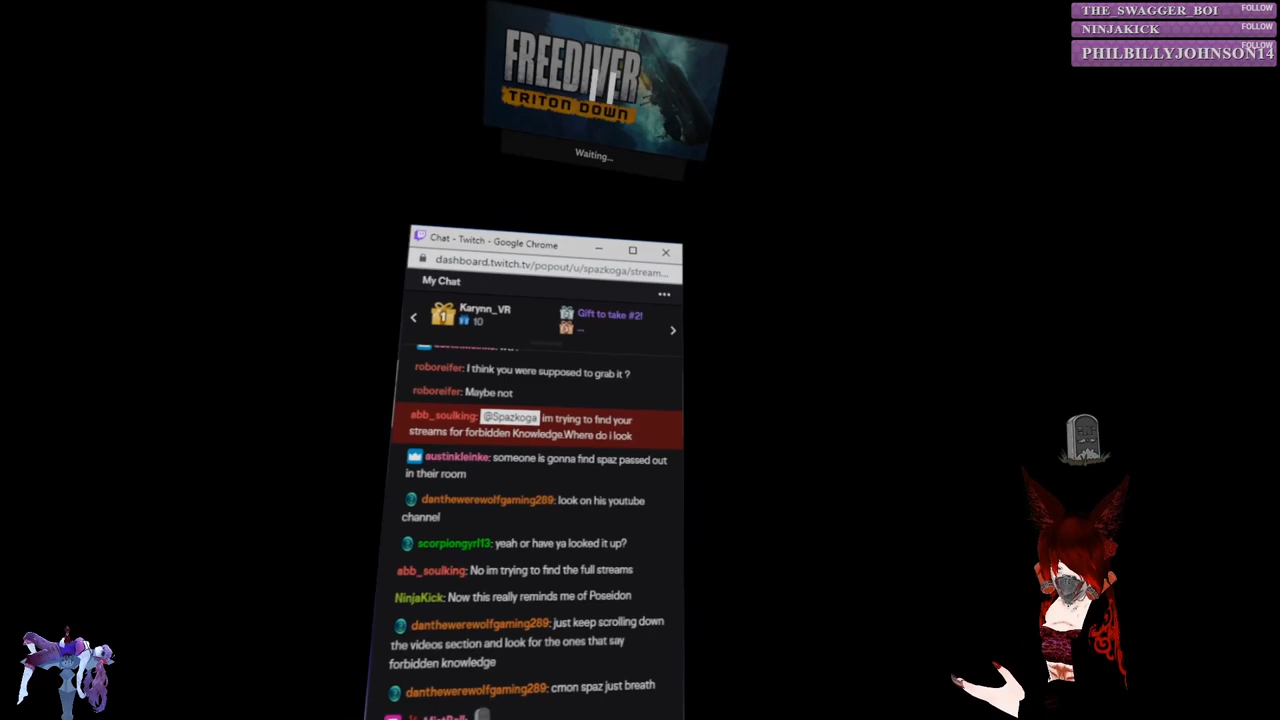 THE_SWAGGER_BOI FOLLOW
NINJAKICK FOLLOW
PHILBILLYJOHNSON14 FOLLOW
FREEDIVER
TRITON DOWN
Waiting...
Chat - Twitch - Google Chrome
dashboard.twitch.tv/popout/u/spazkoga/stream...
My Chat
Karynn_VR
10
Gift to take #2!
...
roboreifer: I think you were supposed to grab it ?
roboreifer: Maybe not
abb_soulking: @Spazkoga im trying to find your
streams for forbidden Knowledge.Where do i look
austinkleinke: someone is gonna find spaz passed out
in their room
danthewerewolfgaming289: look on his youtube
channel
scorpiongyrl13: yeah or have ya looked it up?
abb_soulking: No im trying to find the full streams
NinjaKick: Now this really reminds me of Poseidon
danthewerewolfgaming289: just keep scrolling down
the videos section and look for the ones that say
forbidden knowledge
danthewerewolfgaming289: cmon spaz just breath